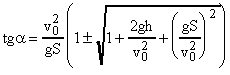 tgα = v₀²/gS (1 ± √(1 + 2gh/v₀² + (gS/v₀²)²))